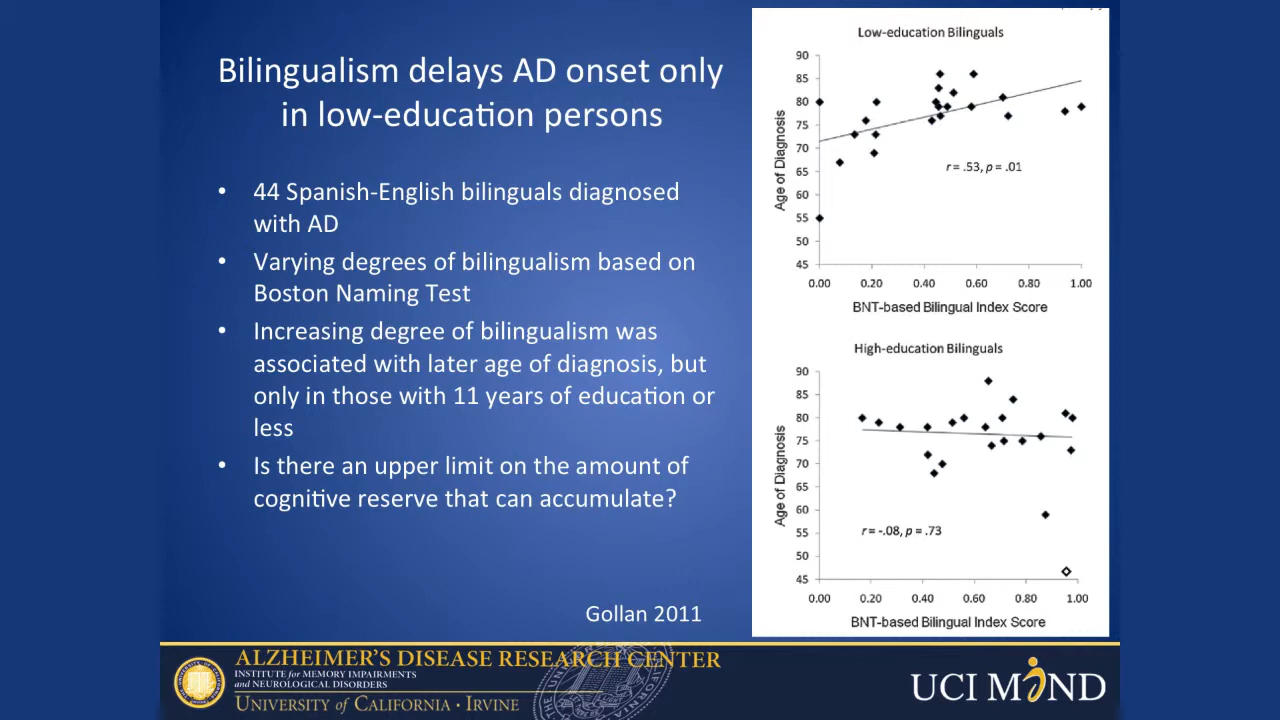 Bilingualism delays AD onset only
in low-education persons
• 44 Spanish-English bilinguals diagnosed
with AD
• Varying degrees of bilingualism based on
Boston Naming Test
• Increasing degree of bilingualism was
associated with later age of diagnosis, but
only in those with 11 years of education or
less
• Is there an upper limit on the amount of
cognitive reserve that can accumulate?
Gollan 2011
Low-education Bilinguals
Age of Diagnosis
90
85
80
75
70
65
60
55
50
45
r = .53, p = .01
0.00 0.20 0.40 0.60 0.80 1.00
BNT-based Bilingual Index Score
High-education Bilinguals
Age of Diagnosis
90
85
80
75
70
65
60
55
50
45
r = -.08, p = .73
0.00 0.20 0.40 0.60 0.80 1.00
BNT-based Bilingual Index Score
ALZHEIMER'S DISEASE RESEARCH CENTER
INSTITUTE for MEMORY IMPAIRMENTS
and NEUROLOGICAL DISORDERS
UNIVERSITY of CALIFORNIA · IRVINE
UCI MIND